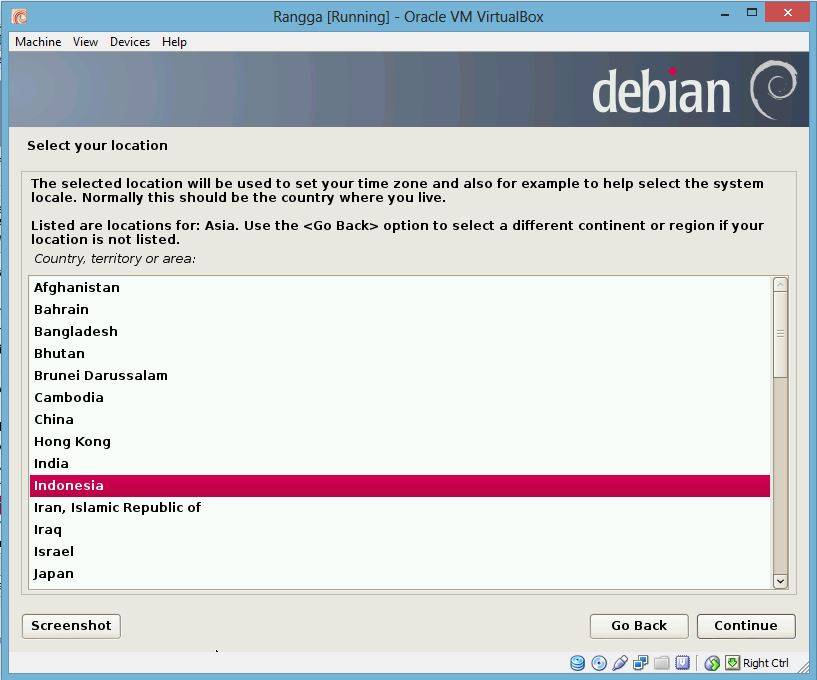 Rangga [Running] - Oracle VM VirtualBox
Machine View Devices Help
debian
Select your location
The selected location will be used to set your time zone and also for example to help select the system
locale. Normally this should be the country where you live.
Listed are locations for: Asia. Use the <Go Back> option to select a different continent or region if your
location is not listed.
Country, territory or area:
Afghanistan
Bahrain
Bangladesh
Bhutan
Brunei Darussalam
Cambodia
China
Hong Kong
India
Indonesia
Iran, Islamic Republic of
Iraq
Israel
Japan
Screenshot Go Back Continue
Right Ctrl